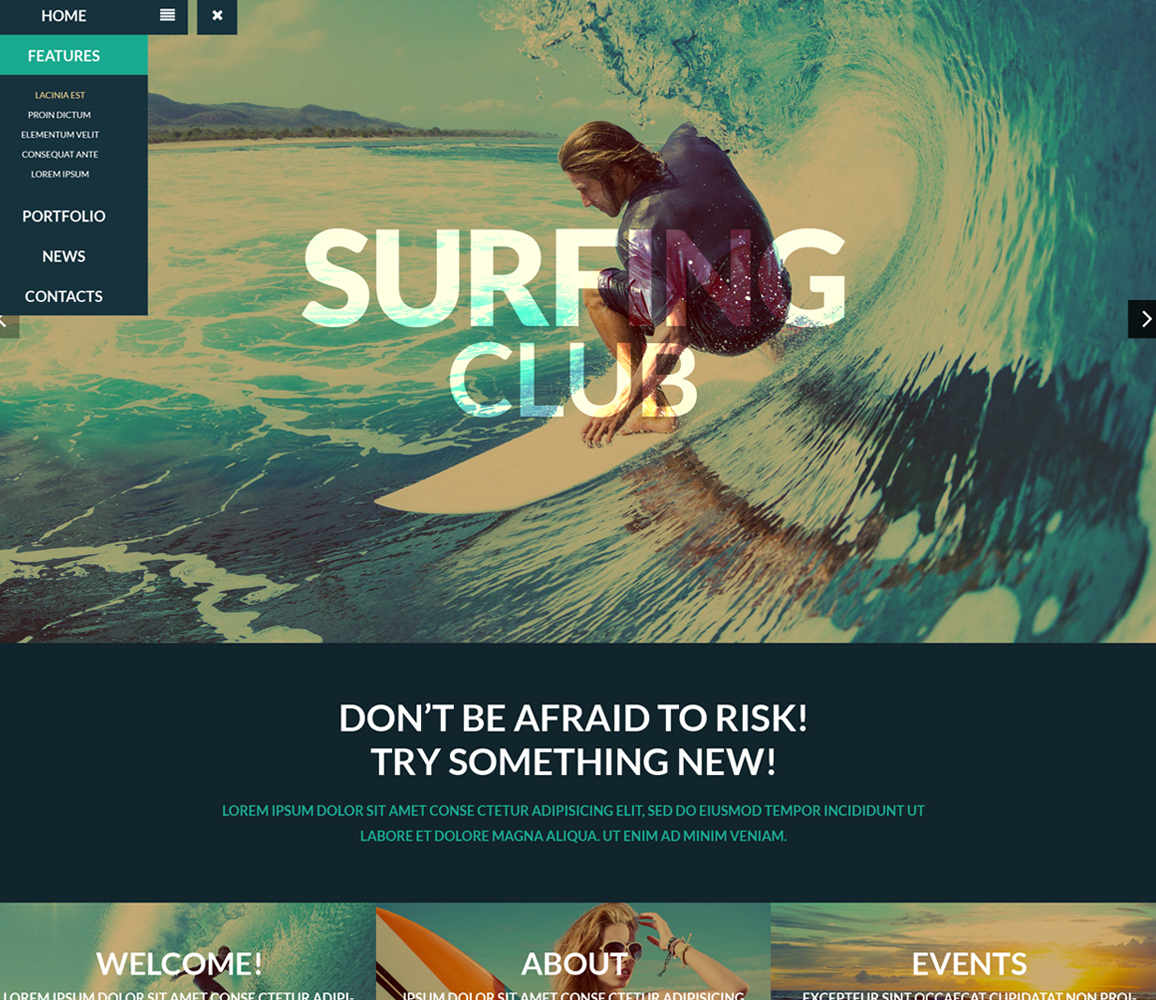 HOME
FEATURES
LACINIA EST
PROIN DICTUM
ELEMENTUM VELIT
CONSEQUAT ANTE
LOREM IPSUM
PORTFOLIO
NEWS
CONTACTS
SURFING
CLUB
DON’T BE AFRAID TO RISK!
TRY SOMETHING NEW!
LOREM IPSUM DOLOR SIT AMET CONSE CTETUR ADIPISICING ELIT, SED DO EIUSMOD TEMPOR INCIDIDUNT UT
LABORE ET DOLORE MAGNA ALIQUA. UT ENIM AD MINIM VENIAM.
WELCOME!
LOREM IPSUM DOLOR SIT AMET CONSE CTETUR ADIPI-
ABOUT
IPSUM DOLOR SIT AMET CONSE CTETUR ADIPISICING
EVENTS
EXCEPTEUR SINT OCCAECAT CUPIDATAT NON PROI-